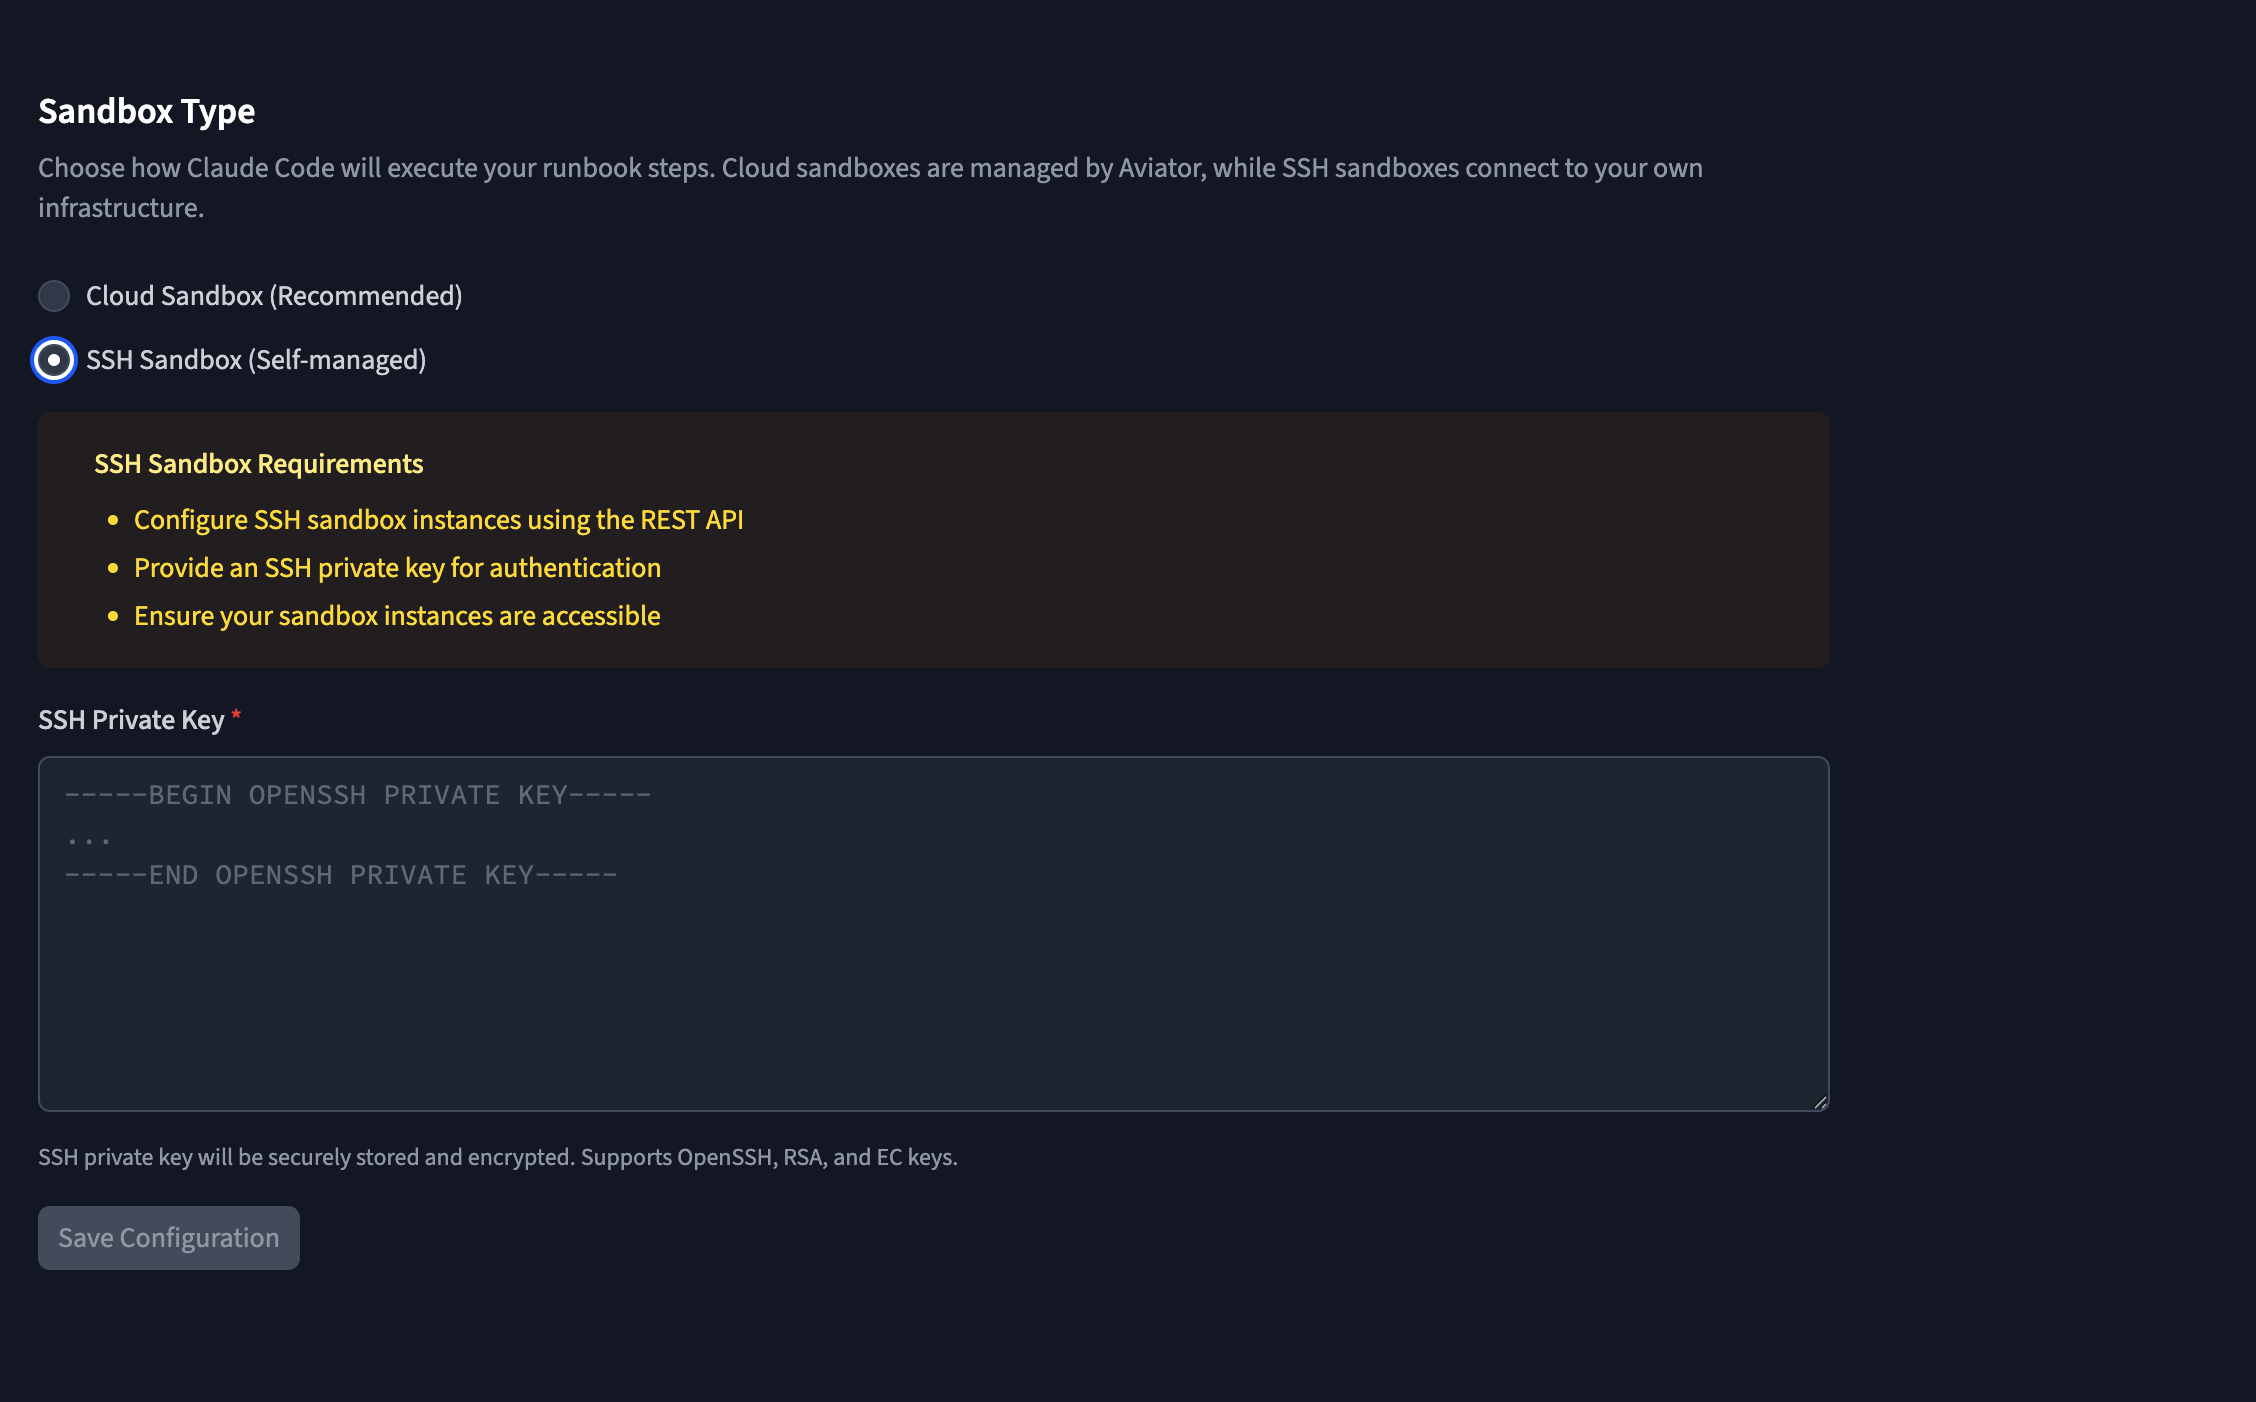 Sandbox Type
Choose how Claude Code will execute your runbook steps. Cloud sandboxes are managed by Aviator, while SSH sandboxes connect to your own
infrastructure.
Cloud Sandbox (Recommended)
SSH Sandbox (Self-managed)
SSH Sandbox Requirements
• Configure SSH sandbox instances using the REST API
• Provide an SSH private key for authentication
• Ensure your sandbox instances are accessible
SSH Private Key *
-----BEGIN OPENSSH PRIVATE KEY-----
...
-----END OPENSSH PRIVATE KEY-----
SSH private key will be securely stored and encrypted. Supports OpenSSH, RSA, and EC keys.
Save Configuration